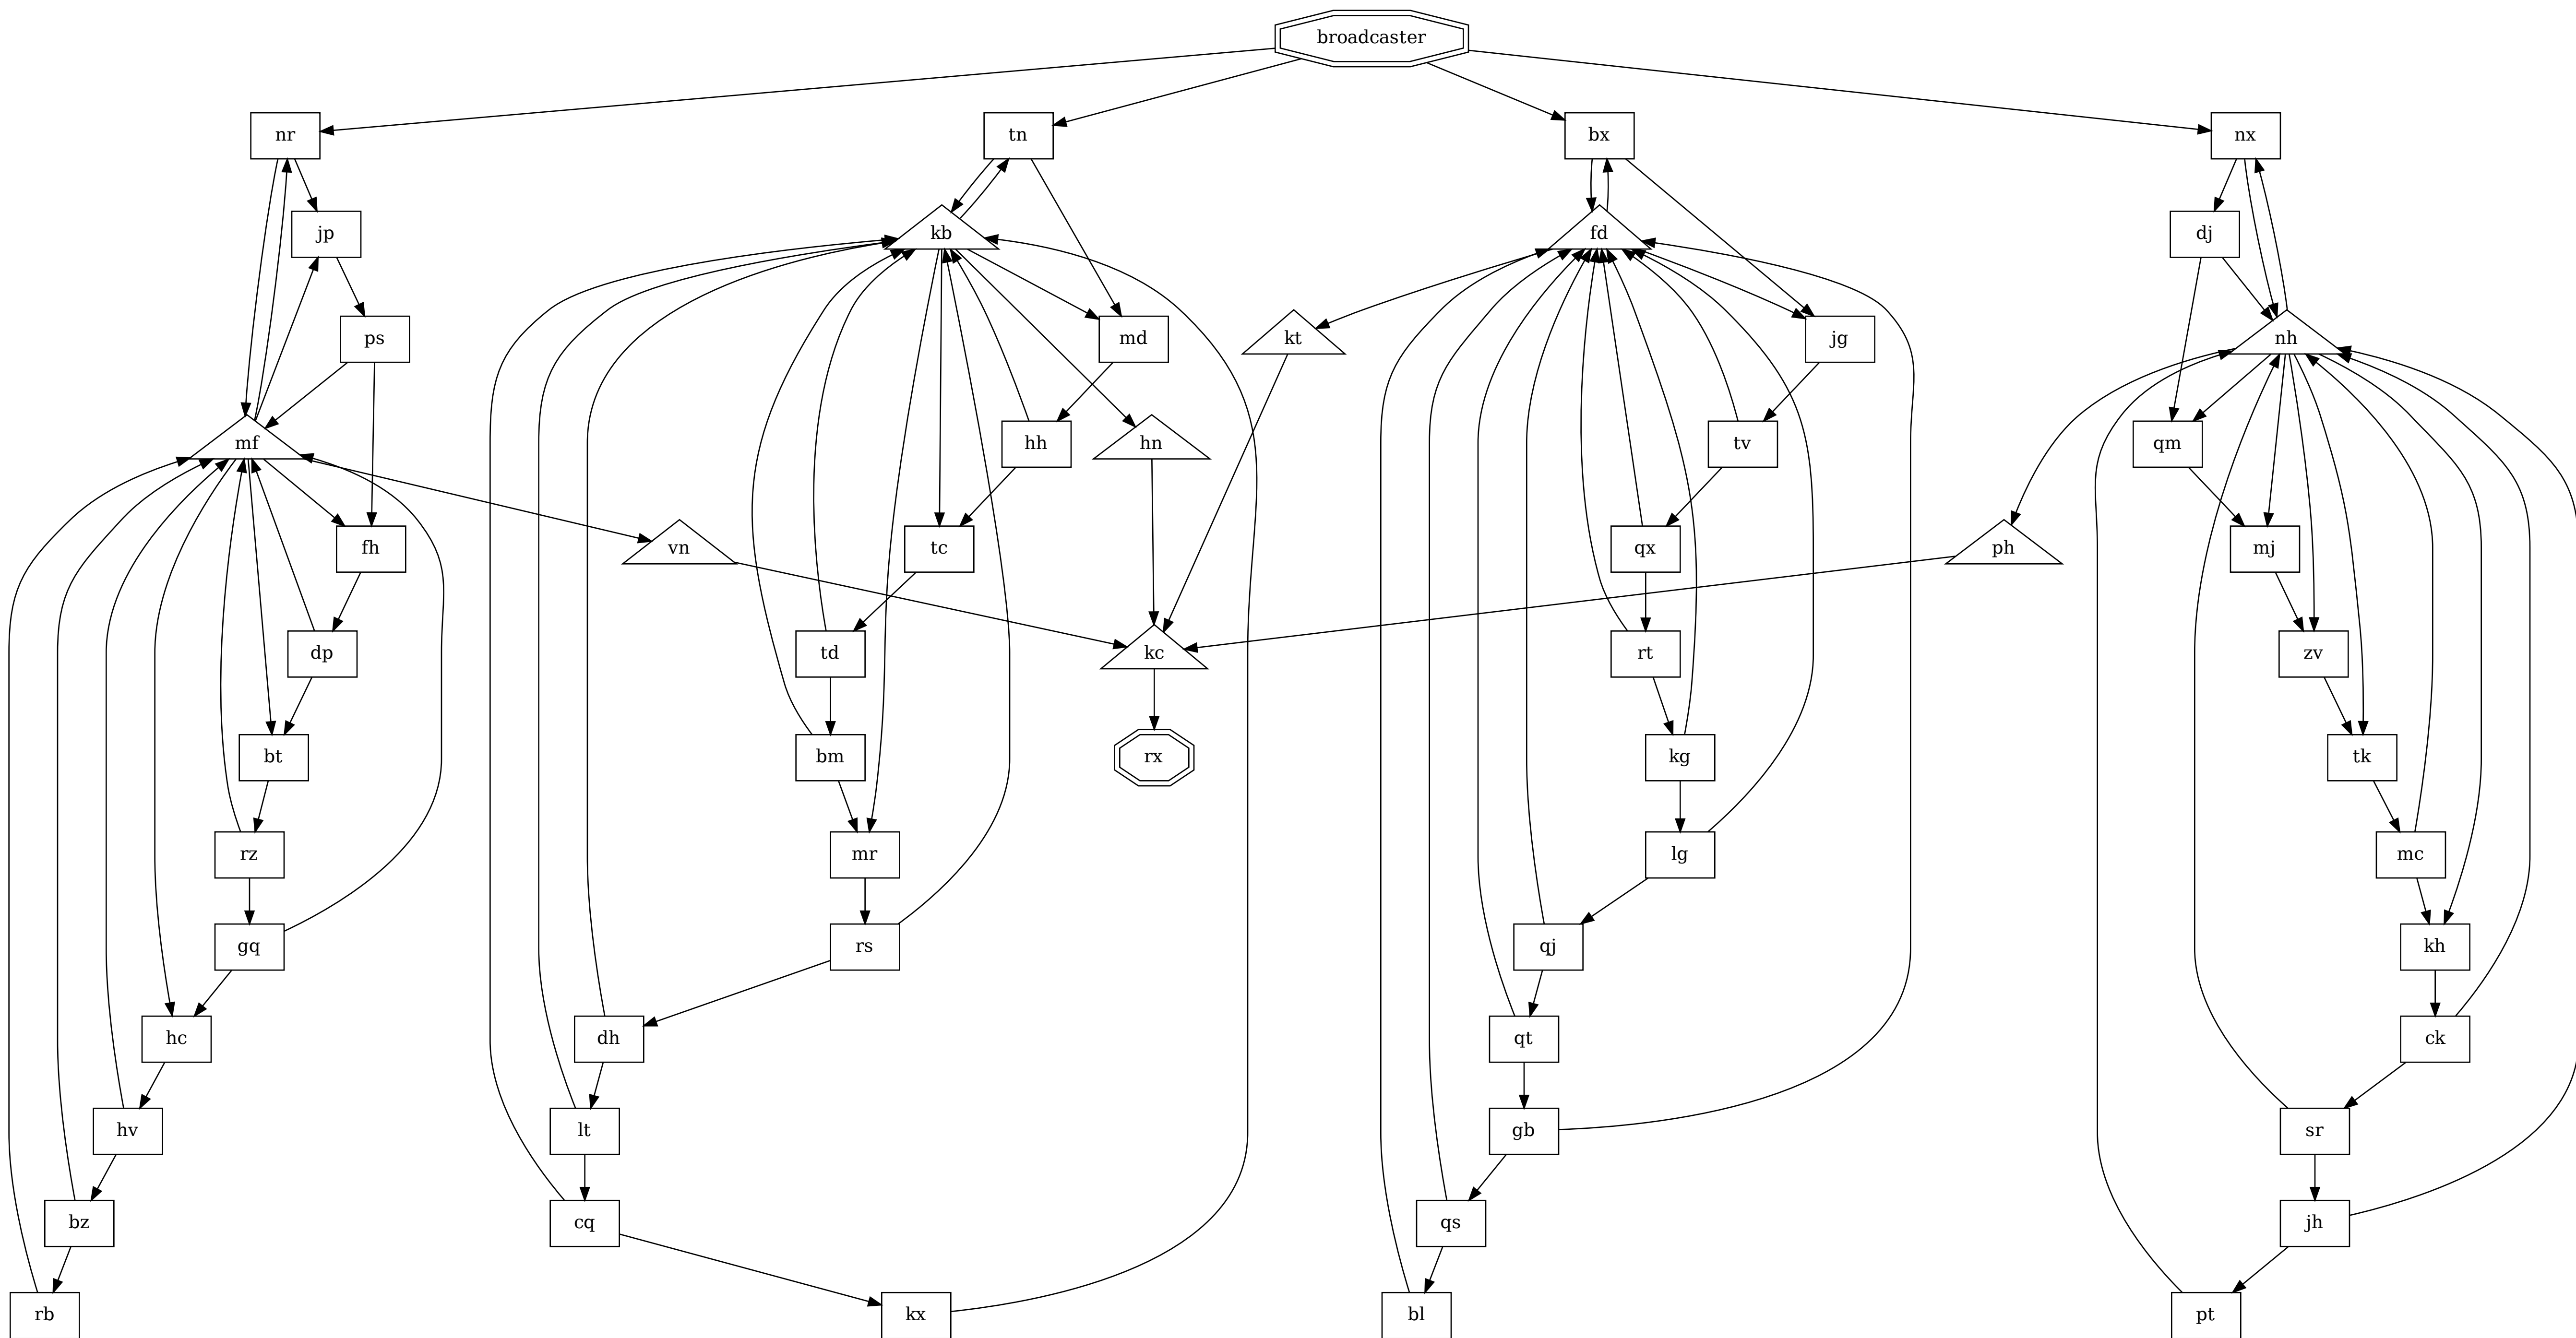 broadcaster
nr
tn
bx
nx
jp
kb
fd
dj
ps
md
kt
jg
nh
mf
hh
hn
tv
qm
fh
vn
tc
qx
ph
mj
dp
td
kc
rt
zv
bt
bm
rx
kg
tk
rz
mr
lg
mc
gq
rs
qj
kh
hc
dh
qt
ck
hv
lt
gb
sr
bz
cq
qs
jh
rb
kx
bl
pt